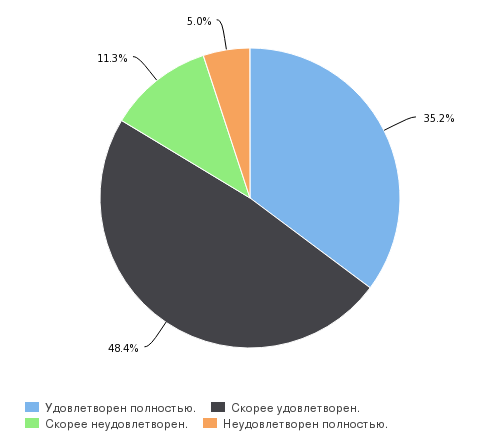 5.0%
11.3%
35.2%
48.4%
Удовлетворен полностью. Скорее удовлетворен.
Скорее неудовлетворен. Неудовлетворен полностью.